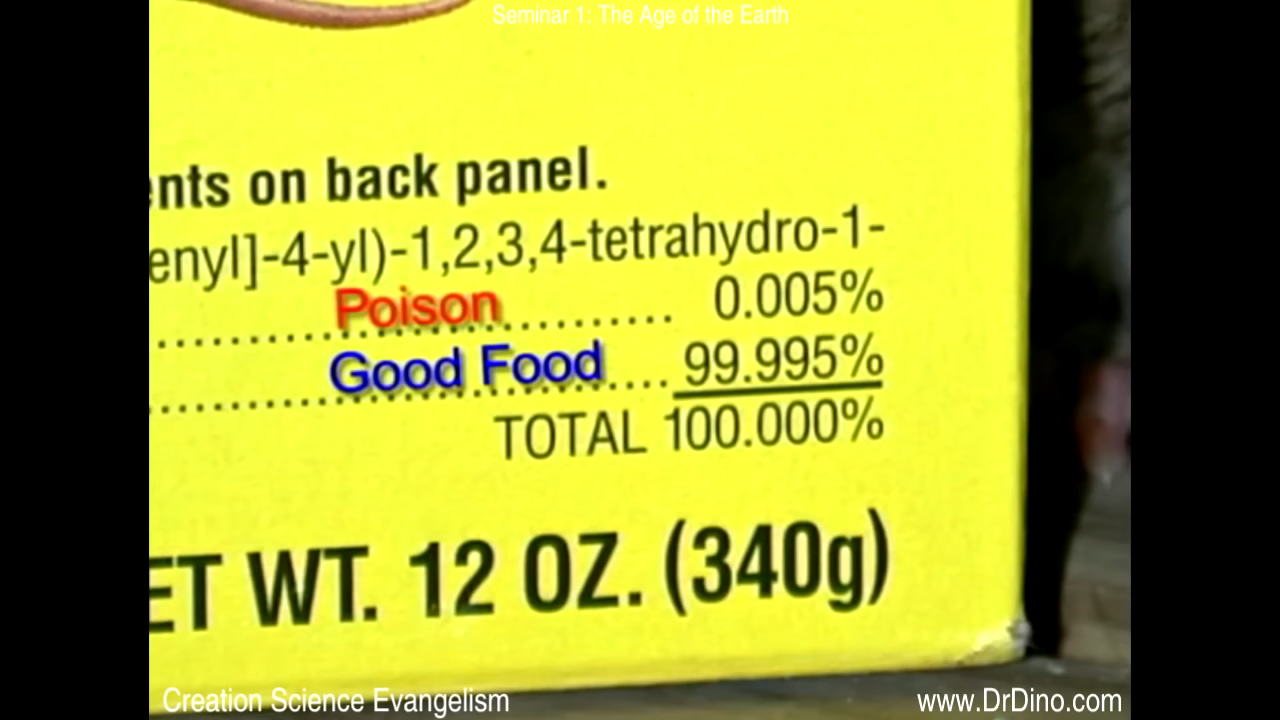 Seminar 1: The Age of the Earth
ents on back panel.
enyl]-4-yl)-1,2,3,4-tetrahydro-1-
Poison 0.005%
Good Food 99.995%
TOTAL 100.000%
ET WT. 12 OZ. (340g)
Creation Science Evangelism
www.DrDino.com